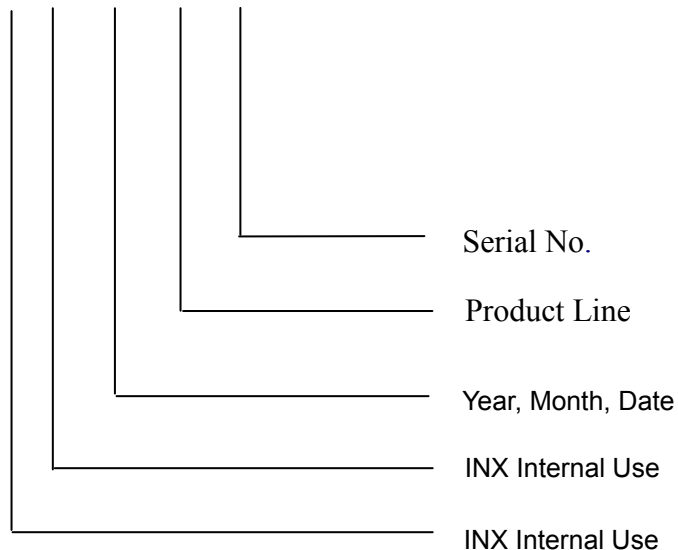 Serial No.
Product Line
Year, Month, Date
INX Internal Use
INX Internal Use